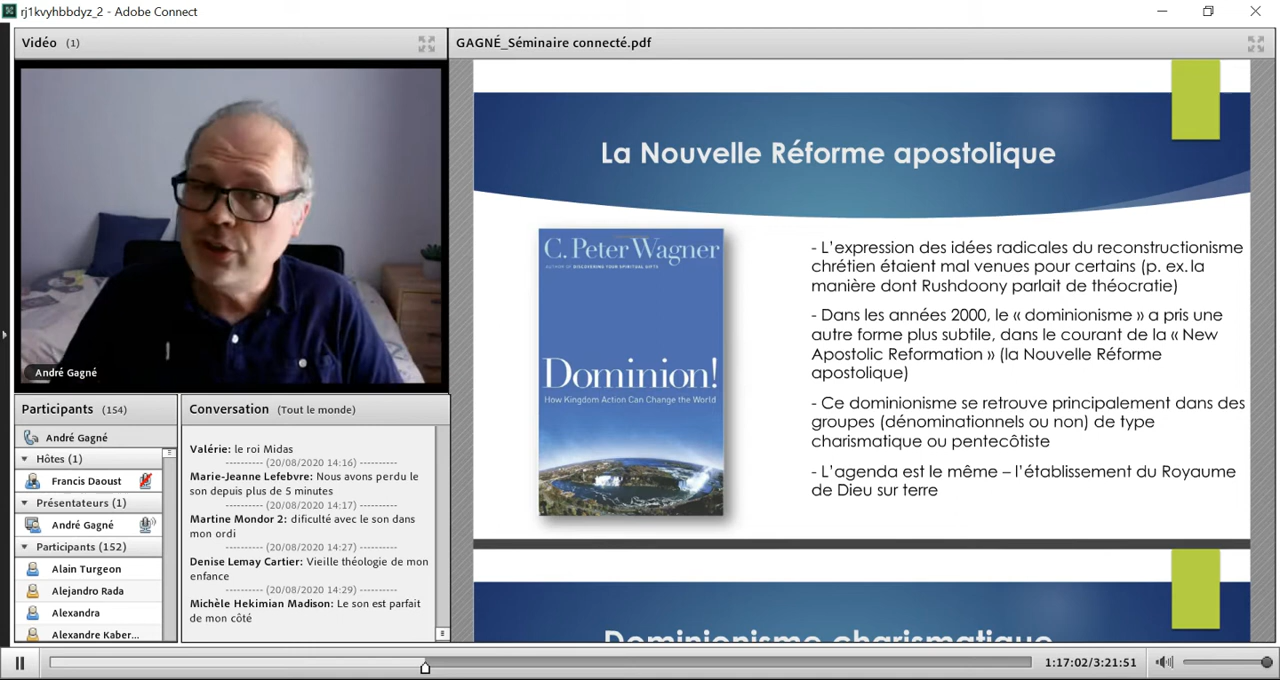 rj1kvyhbbdyz_2 - Adobe Connect
Vidéo (1)
André Gagné
Participants (154)
André Gagné
Hôtes (1)
Francis Daoust
Présentateurs (1)
André Gagné
Participants (152)
Alain Turgeon
Alejandro Rada
Alexandra
Alexandre Kaber...
Conversation (Tout le monde)
Valérie: le roi Midas
---------- (20/08/2020 14:16) ----------
Marie-Jeanne Lefebvre: Nous avons perdu le
son depuis plus de 5 minutes
---------- (20/08/2020 14:17) ----------
Martine Mondor 2: dificulté avec le son dans
mon ordi
---------- (20/08/2020 14:27) ----------
Denise Lemay Cartier: Vieille théologie de mon
enfance
---------- (20/08/2020 14:29) ----------
Michèle Hekimian Madison: Le son est parfait
de mon côté
GAGNÉ_Séminaire connecté.pdf
La Nouvelle Réforme apostolique
C. Peter Wagner
AUTHOR OF DISCOVERING YOUR SPIRITUAL GIFTS
Dominion!
How Kingdom Action Can Change the World
- L'expression des idées radicales du reconstructionisme
chrétien étaient mal venues pour certains (p. ex. la
manière dont Rushdoony parlait de théocratie)
- Dans les années 2000, le « dominionisme » a pris une
autre forme plus subtile, dans le courant de la « New
Apostolic Reformation » (la Nouvelle Réforme
apostolique)
- Ce dominionisme se retrouve principalement dans des
groupes (dénominationnels ou non) de type
charismatique ou pentecôtiste
- L'agenda est le même – l'établissement du Royaume
de Dieu sur terre
Dominionisme charismatique
1:17:02/3:21:51